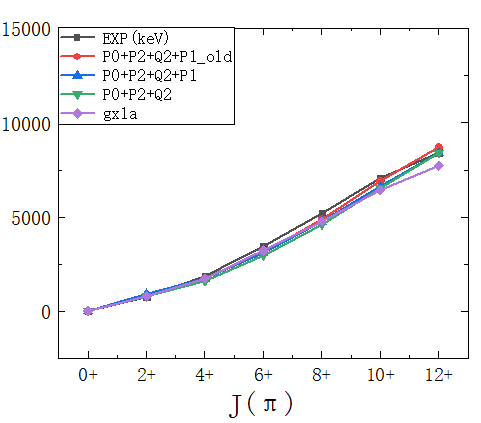 15000
10000
5000
0
EXP(keV)
P0+P2+Q2+P1_old
P0+P2+Q2+P1
P0+P2+Q2
gx1a
0+ 2+ 4+ 6+ 8+ 10+ 12+
J(π)